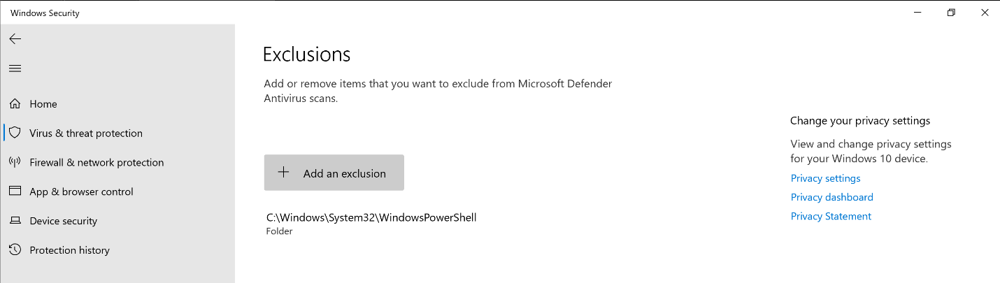 Windows Security
Home
Virus & threat protection
Firewall & network protection
App & browser control
Device security
Protection history
Exclusions
Add or remove items that you want to exclude from Microsoft Defender
Antivirus scans.
Add an exclusion
C:\Windows\System32\WindowsPowerShell
Folder
Change your privacy settings
View and change privacy settings
for your Windows 10 device.
Privacy settings
Privacy dashboard
Privacy Statement